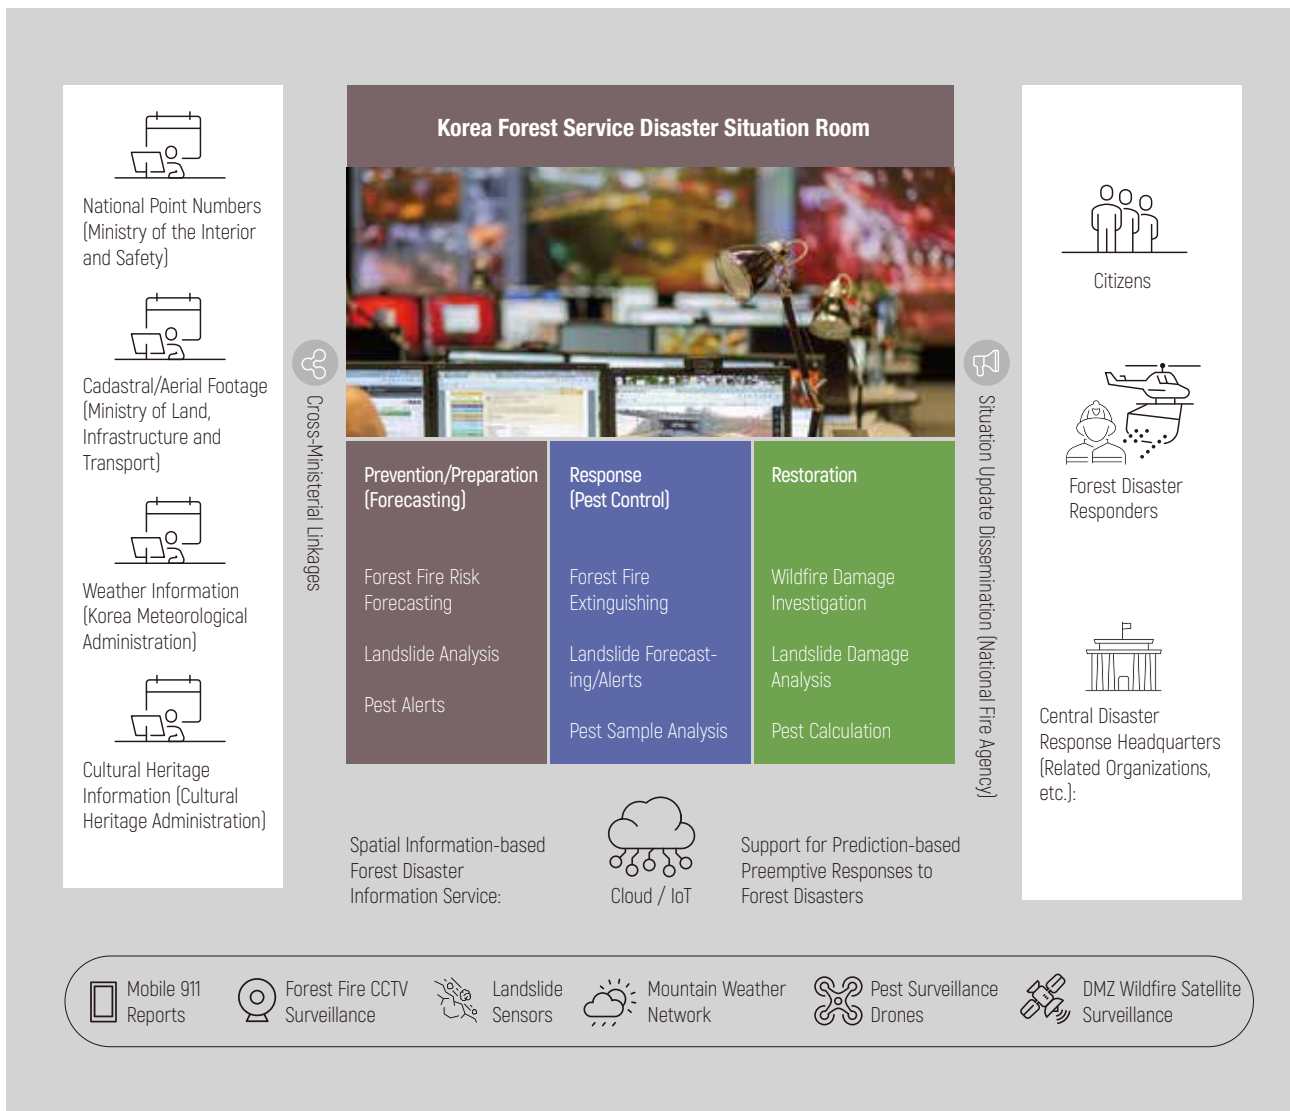 Korea Forest Service Disaster Situation Room
National Point Numbers
(Ministry of the Interior
and Safety)
Cadastral/Aerial Footage
(Ministry of Land,
Infrastructure and
Transport)
Weather Information
(Korea Meteorological
Administration)
Cultural Heritage
Information (Cultural
Heritage Administration)
Cross-Ministerial Linkages
Prevention/Preparation
(Forecasting)
Forest Fire Risk
Forecasting
Landslide Analysis
Pest Alerts
Response
(Pest Control)
Forest Fire
Extinguishing
Landslide Forecast-
ing/Alerts
Pest Sample Analysis
Restoration
Wildfire Damage
Investigation
Landslide Damage
Analysis
Pest Calculation
Situation Update Dissemination (National Fire Agency)
Citizens
Forest Disaster
Responders
Central Disaster
Response Headquarters
(Related Organizations,
etc.):
Spatial Information-based
Forest Disaster
Information Service:
Cloud / IoT
Support for Prediction-based
Preemptive Responses to
Forest Disasters
Mobile 911
Reports
Forest Fire CCTV
Surveillance
Landslide
Sensors
Mountain Weather
Network
Pest Surveillance
Drones
DMZ Wildfire Satellite
Surveillance